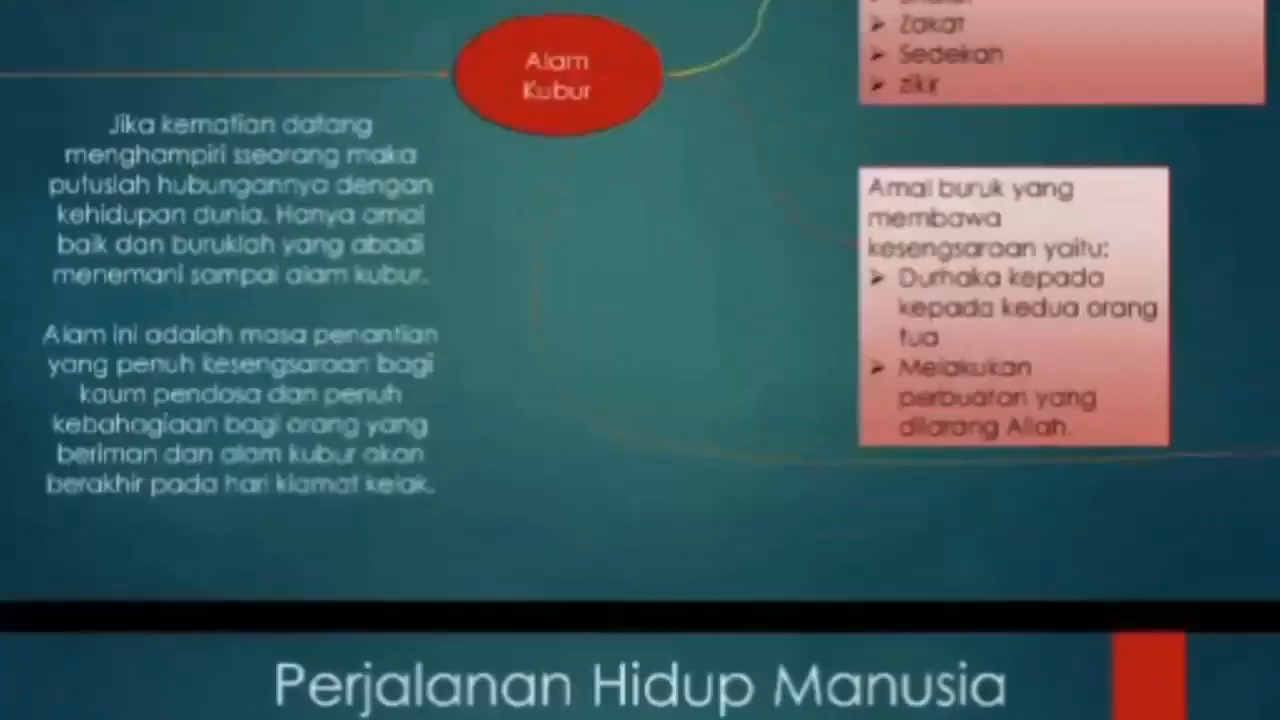 Alam
Kubur
Jika kematian datang
menghampiri sseorang maka
putuslah hubungannya dengan
kehidupan dunia. Hanya amal
baik dan buruklah yang abadi
menemani sampai alam kubur.
Alam ini adalah masa penantian
yang penuh kesengsaraan bagi
kaum pendosa dan penuh
kebahagiaan bagi orang yang
beriman dan alam kubur akan
berakhir pada hari kiamat kelak.
➤ Zakat
➤ Sedekah
➤ zikir
Amal buruk yang
membawa
kesengsaraan yaitu:
➤ Durhaka kepada
kepada kedua orang
tua
➤ Melakukan
perbuatan yang
dilarang Allah.
Perjalanan Hidup Manusia